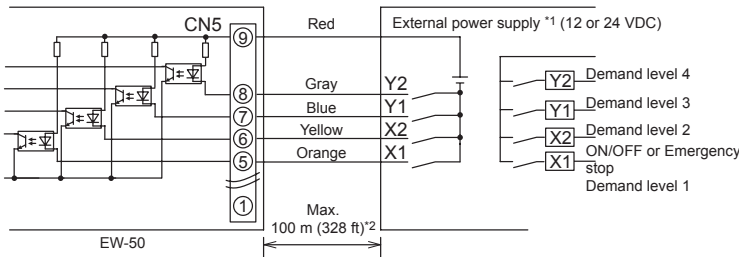 CN5
Red
External power supply *1 (12 or 24 VDC)
9
8
Gray
Y2
7
Blue
Y1
6
Yellow
X2
5
Orange
X1
1
Y2 Demand level 4
Y1 Demand level 3
X2 Demand level 2
X1 ON/OFF or Emergency
stop
Demand level 1
Max.
100 m (328 ft)*2
EW-50